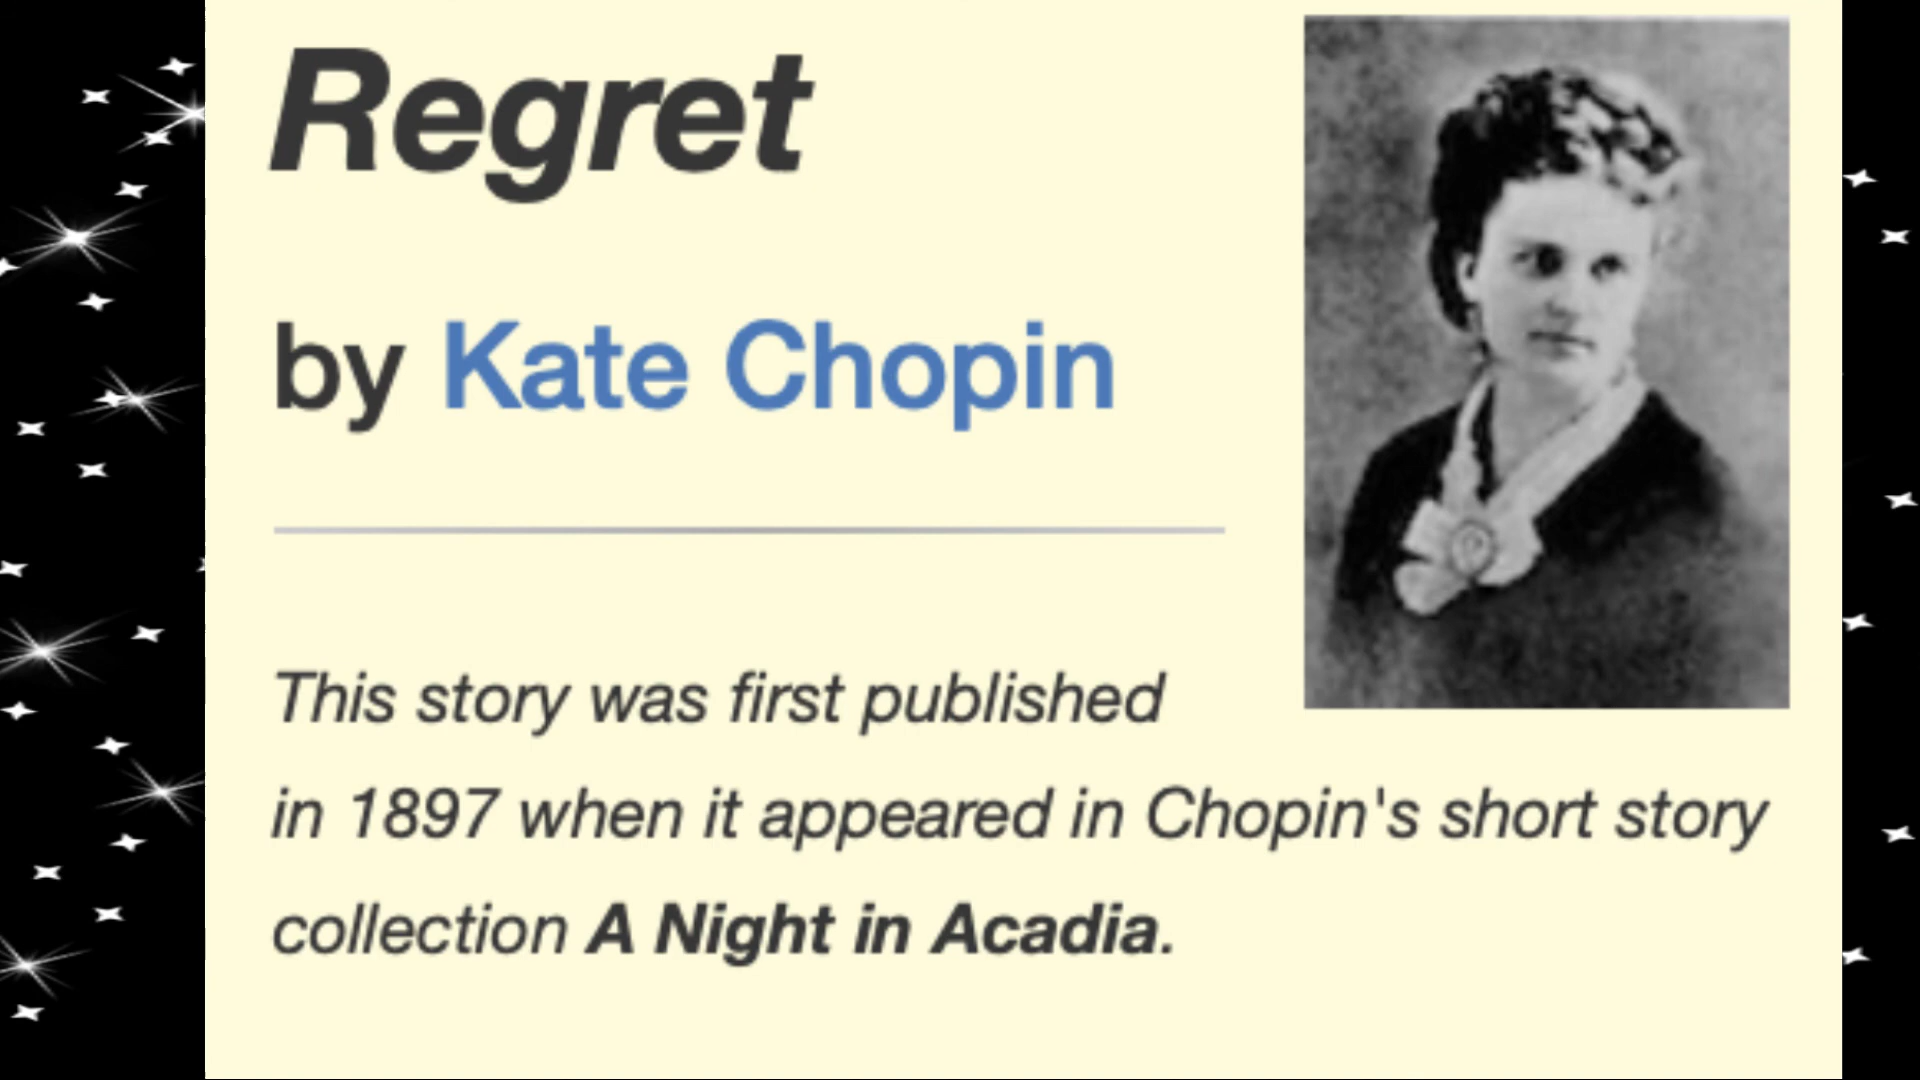 Regret
by Kate Chopin
This story was first published
in 1897 when it appeared in Chopin's short story
collection A Night in Acadia.